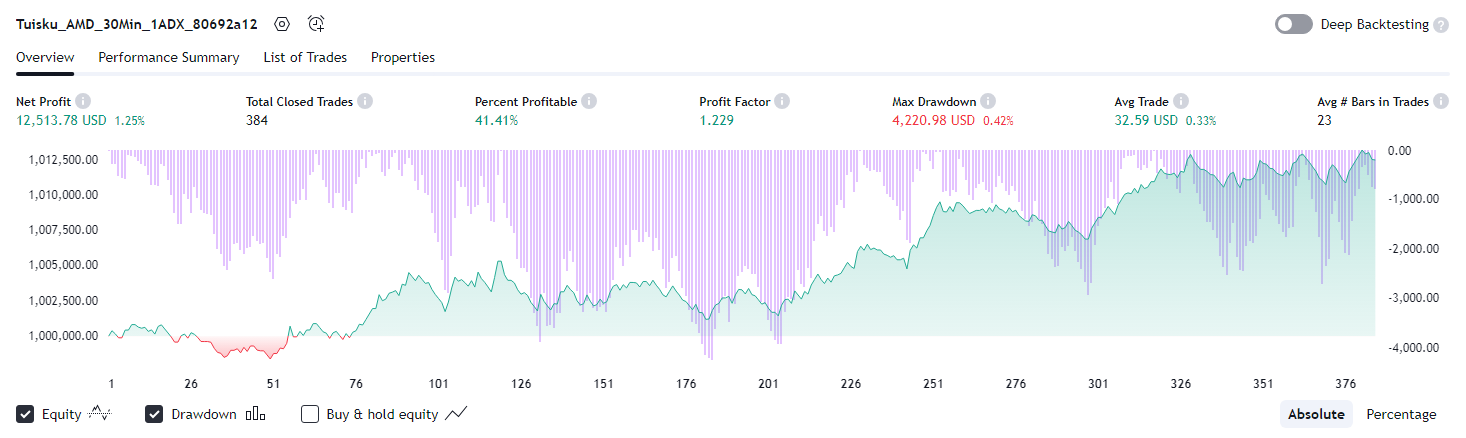 Tuisku_AMD_30Min_1ADX_80692a12 Deep Backtesting ?
Overview Performance Summary List of Trades Properties
Net Profit Total Closed Trades Percent Profitable Profit Factor Max Drawdown Avg Trade Avg # Bars in Trades
12,513.78 USD 1.25% 384 41.41% 1.229 4,220.98 USD 0.42% 32.59 USD 0.33% 23
1,012,500.00 0.00
1,010,000.00 -1,000.00
1,007,500.00 -2,000.00
1,005,000.00
1,002,500.00 -3,000.00
1,000,000.00 -4,000.00
1 26 51 76 101 126 151 176 201 226 251 276 301 326 351 376
Equity Drawdown Buy & hold equity Absolute Percentage